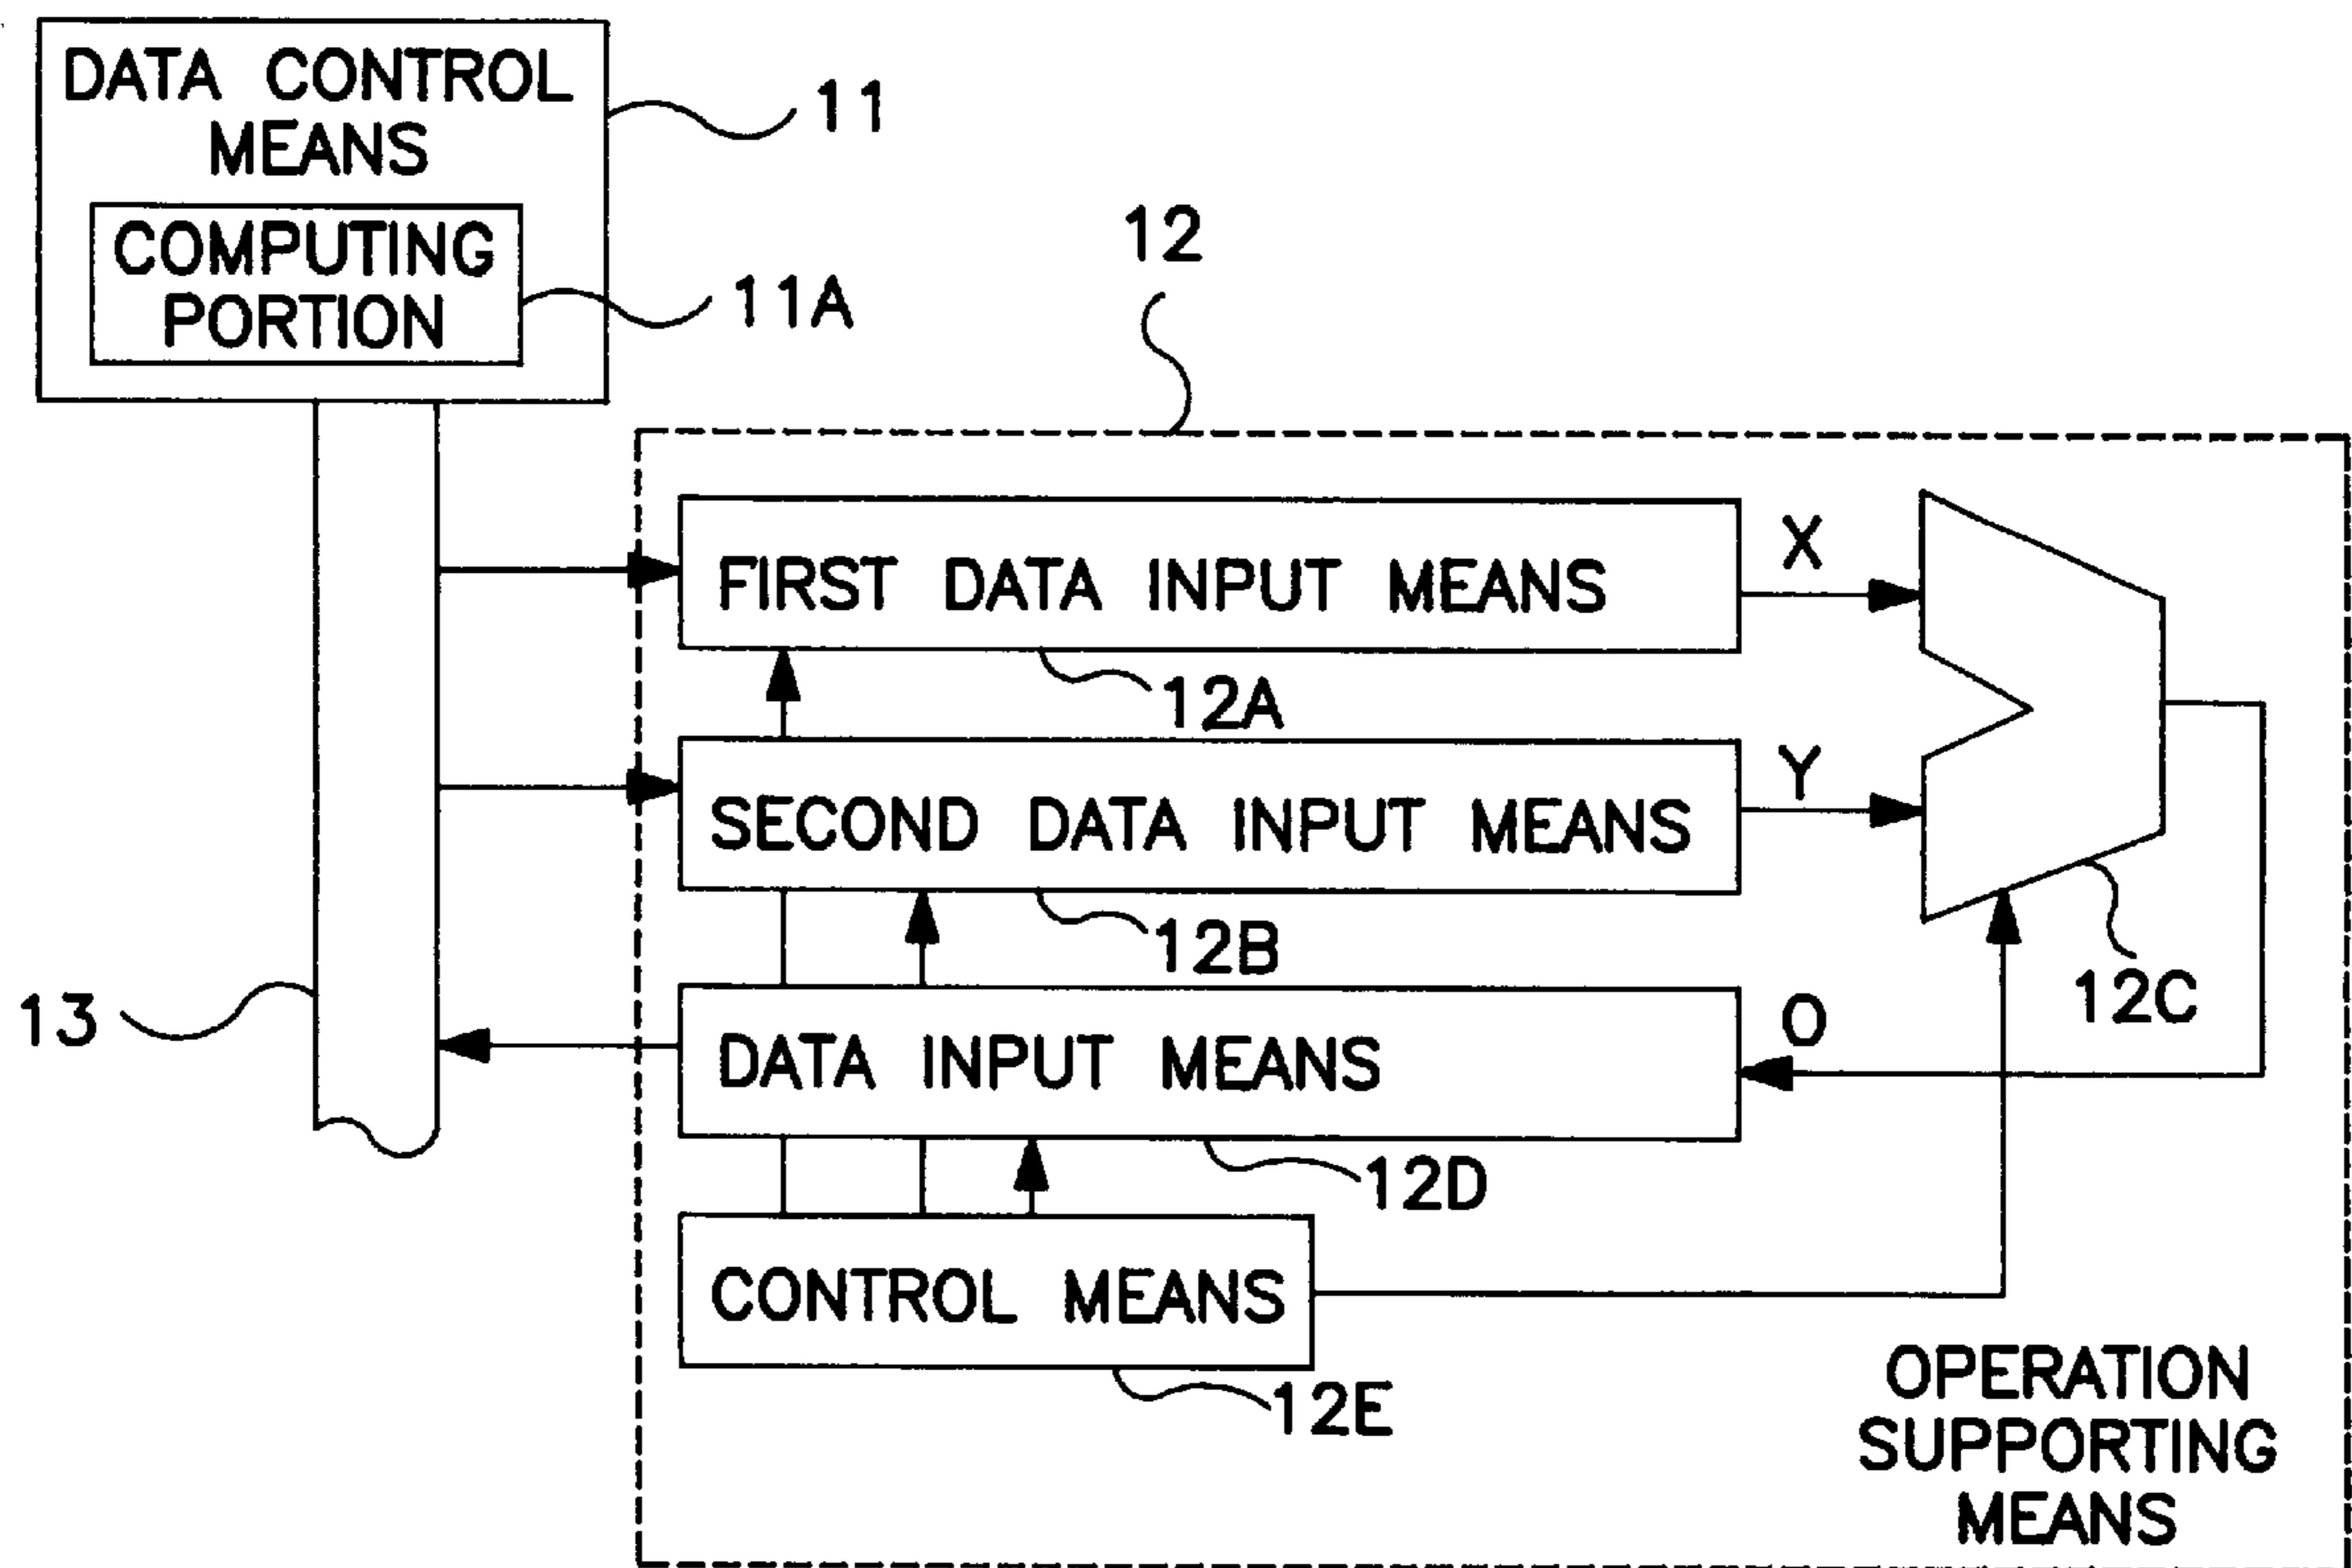 DATA CONTROL
MEANS
11
COMPUTING
PORTION
11A
12
FIRST DATA INPUT MEANS
X
12A
SECOND DATA INPUT MEANS
Y
12B
12C
13
DATA INPUT MEANS
O
12D
CONTROL MEANS
12E
OPERATION
SUPPORTING
MEANS